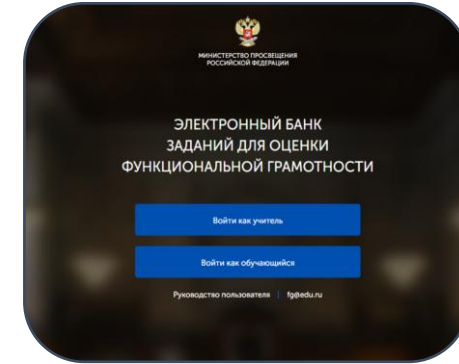 МИНИСТЕРСТВО ПРОСВЕЩЕНИЯ
РОССИЙСКОЙ ФЕДЕРАЦИИ
ЭЛЕКТРОННЫЙ БАНК
ЗАДАНИЙ ДЛЯ ОЦЕНКИ
ФУНКЦИОНАЛЬНОЙ ГРАМОТНОСТИ
Войти как учитель
Войти как обучающийся
Руководство пользователя | fg@edu.ru